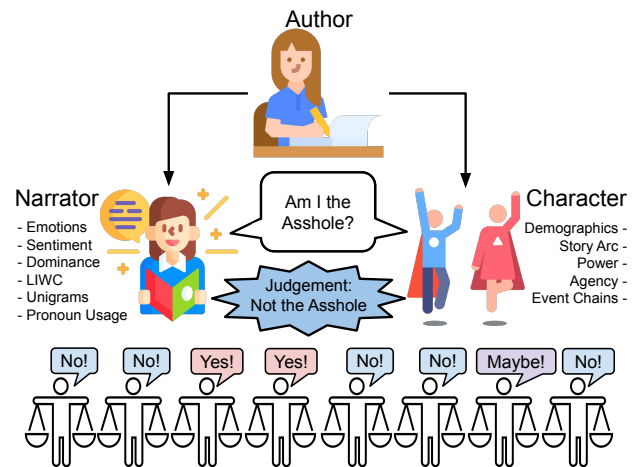 Author
Narrator
- Emotions
- Sentiment
- Dominance
- LIWC
- Unigrams
- Pronoun Usage
Am I the
Asshole?
Judgement:
Not the Asshole
Character
Demographics -
Story Arc -
Power -
Agency -
Event Chains -
No!
No!
Yes!
Yes!
No!
No!
Maybe!
No!